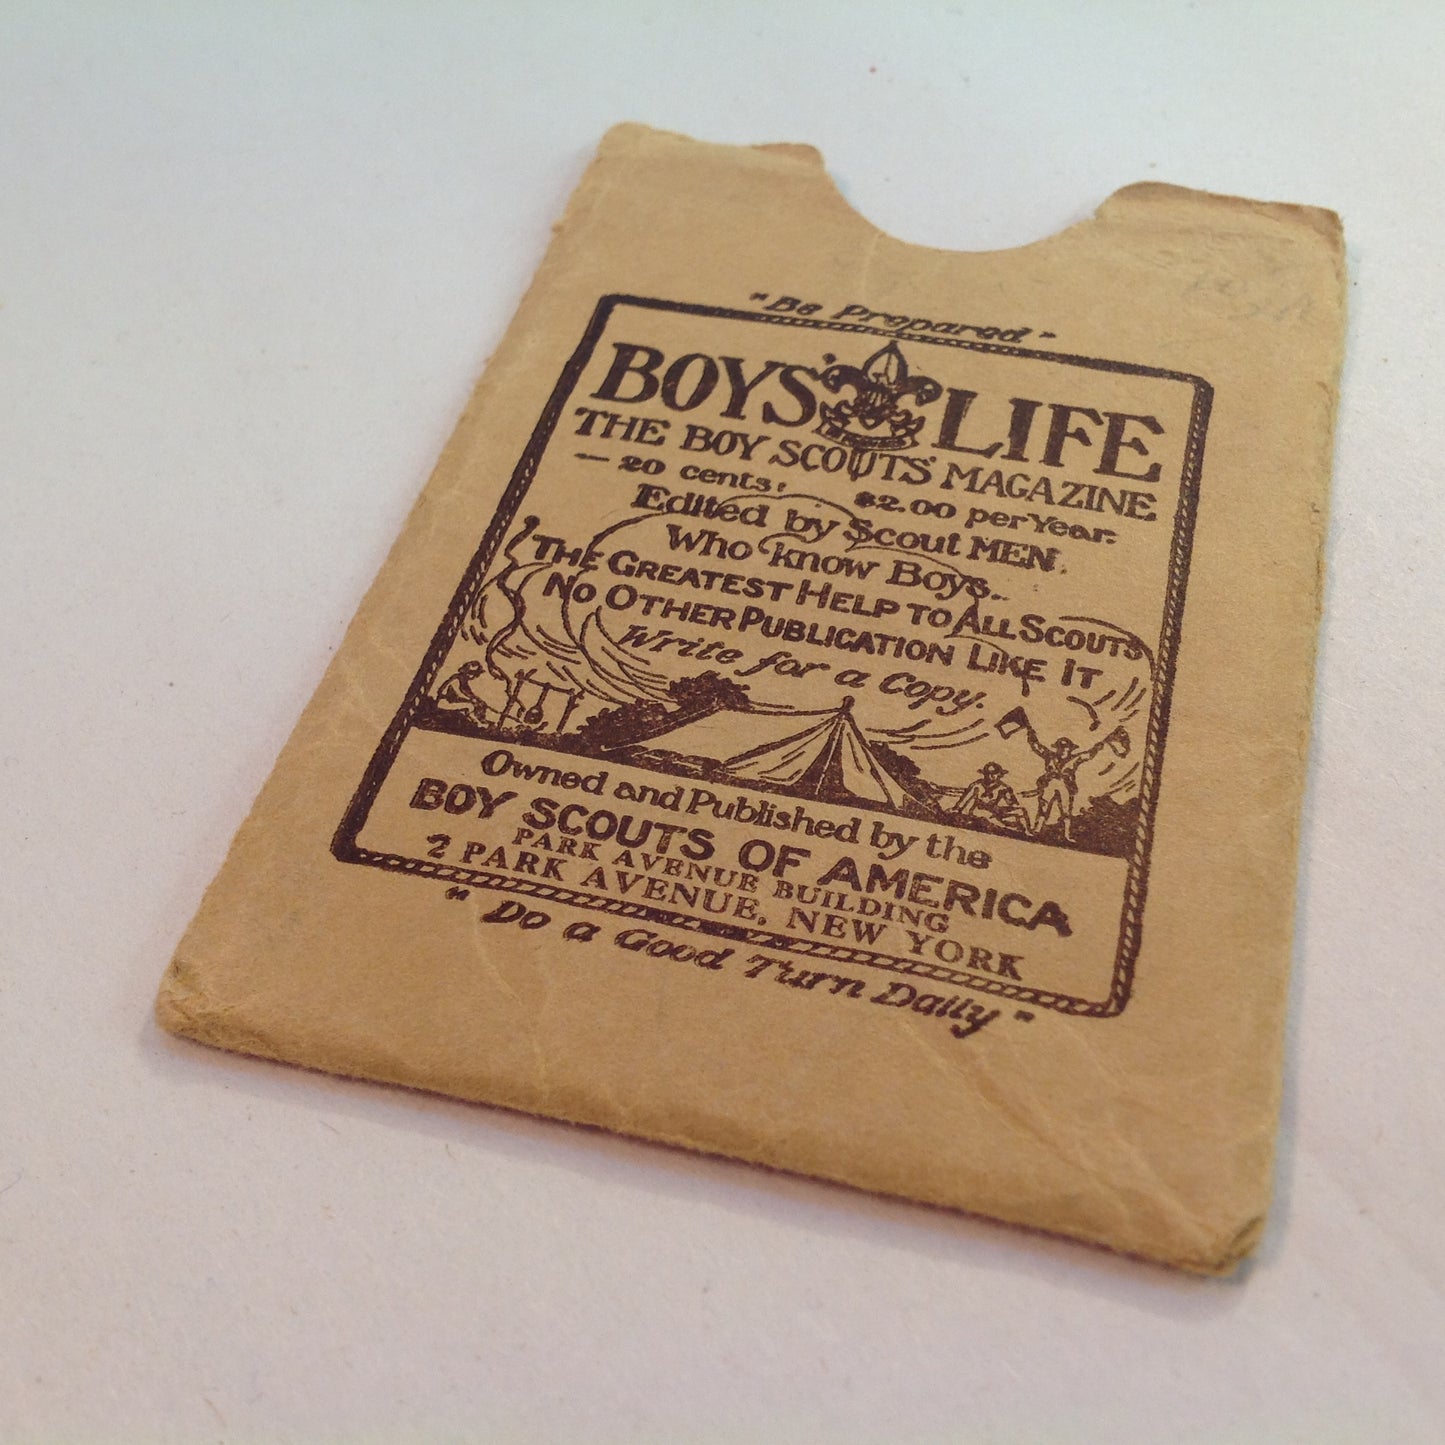 "Be Prepared"
BOYS' LIFE
THE BOY SCOUTS' MAGAZINE
— 20 cents. $2.00 per Year.
Edited by Scout MEN.
Who know Boys..
THE GREATEST HELP TO ALL SCOUTS
NO OTHER PUBLICATION LIKE IT
Write for a Copy.
Owned and Published by the
BOY SCOUTS OF AMERICA
PARK AVENUE BUILDING
2 PARK AVENUE, NEW YORK
"Do a Good Turn Daily"